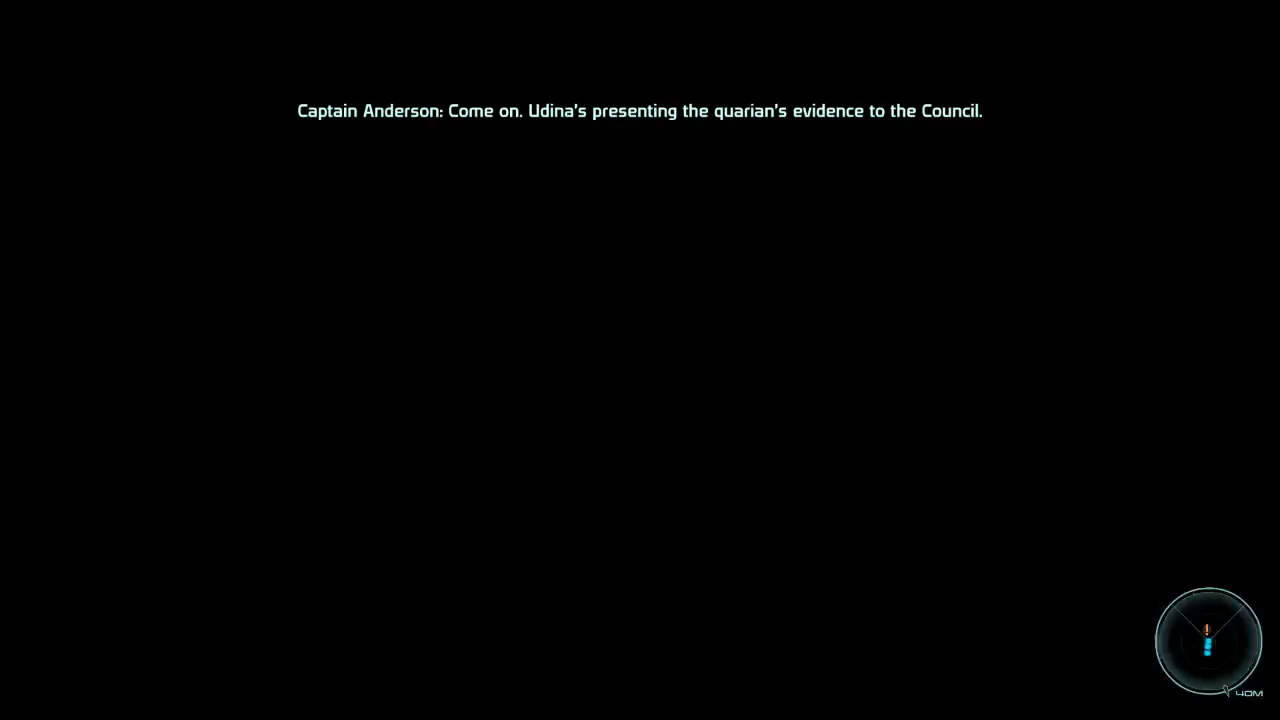 Captain Anderson: Come on. Udina's presenting the quarian's evidence to the Council.
40M